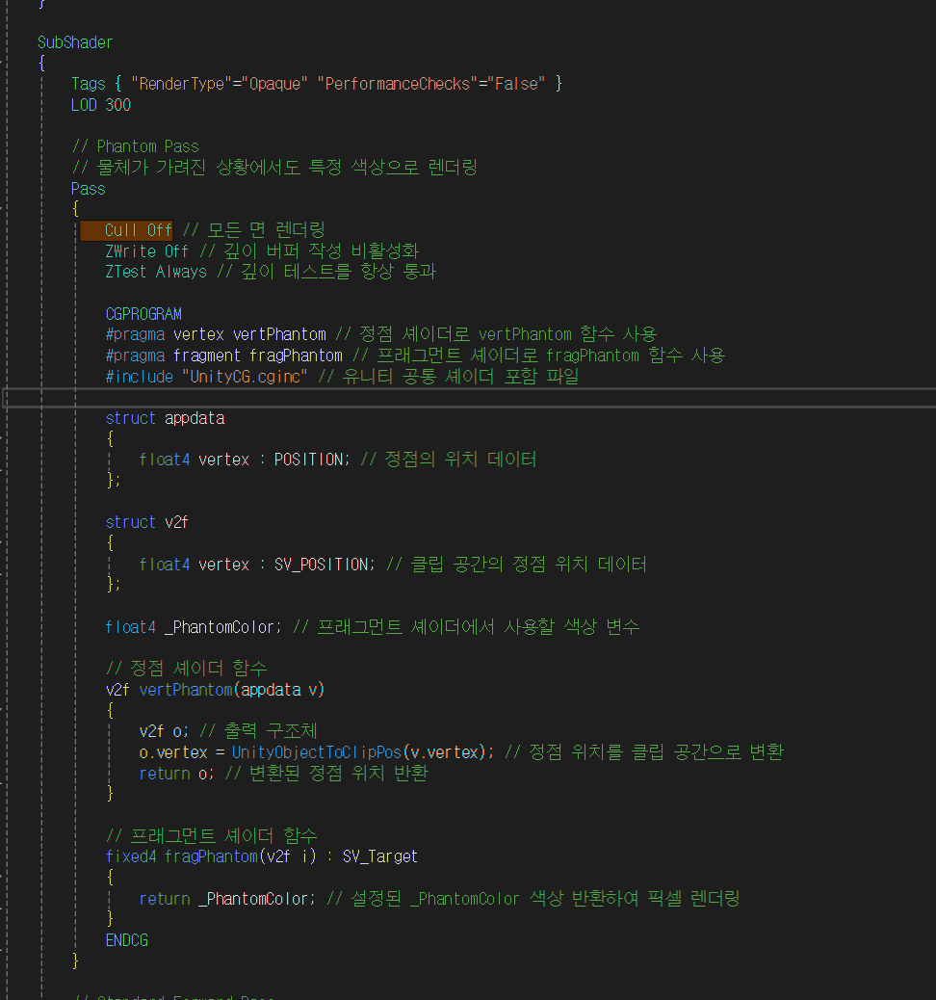 }
SubShader
{
Tags { "RenderType"="Opaque" "PerformanceChecks"="False" }
LOD 300
// Phantom Pass
// 물체가 가려진 상황에서도 특정 색상으로 렌더링
Pass
{
Cull Off // 모든 면 렌더링
ZWrite Off // 깊이 버퍼 작성 비활성화
ZTest Always // 깊이 테스트를 항상 통과
CGPROGRAM
#pragma vertex vertPhantom // 정점 셰이더로 vertPhantom 함수 사용
#pragma fragment fragPhantom // 프래그먼트 셰이더로 fragPhantom 함수 사용
#include "UnityCG.cginc" // 유니티 공통 셰이더 포함 파일
struct appdata
{
float4 vertex : POSITION; // 정점의 위치 데이터
};
struct v2f
{
float4 vertex : SV_POSITION; // 클립 공간의 정점 위치 데이터
};
float4 _PhantomColor; // 프래그먼트 셰이더에서 사용할 색상 변수
// 정점 셰이더 함수
v2f vertPhantom(appdata v)
{
v2f o; // 출력 구조체
o.vertex = UnityObjectToClipPos(v.vertex); // 정점 위치를 클립 공간으로 변환
return o; // 변환된 정점 위치 반환
}
// 프래그먼트 셰이더 함수
fixed4 fragPhantom(v2f i) : SV_Target
{
return _PhantomColor; // 설정된 _PhantomColor 색상 반환하여 픽셀 렌더링
}
ENDCG
}
// Standard Forward Pass